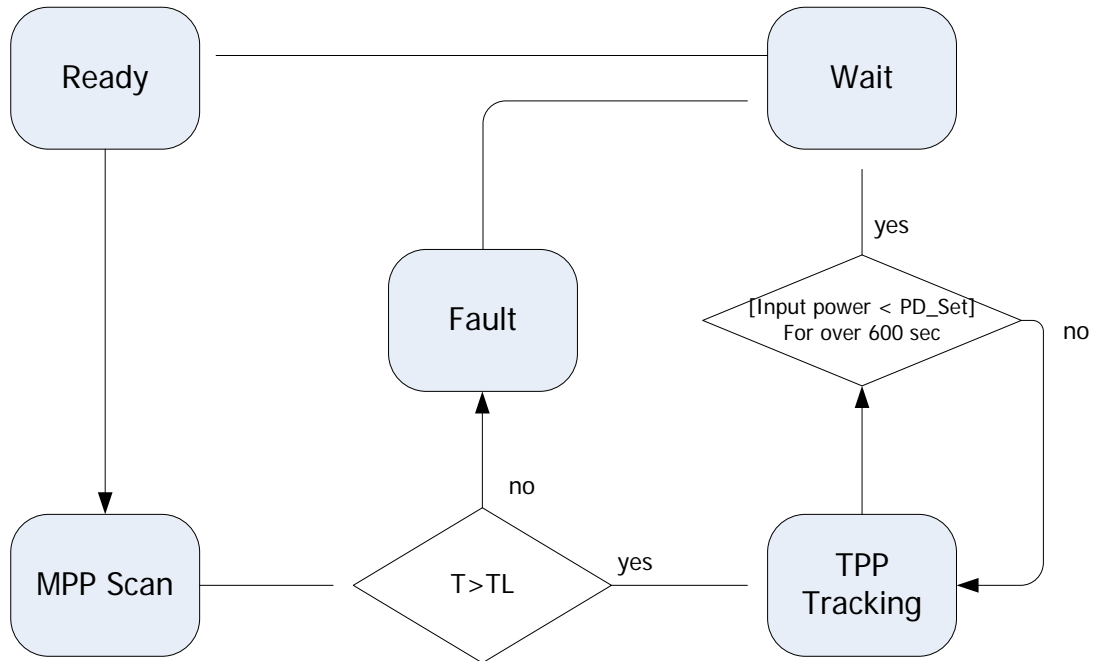 Ready
Wait
yes
[Input power < PD_Set]
For over 600 sec
no
Fault
no
MPP Scan
T>TL
yes
TPP
Tracking